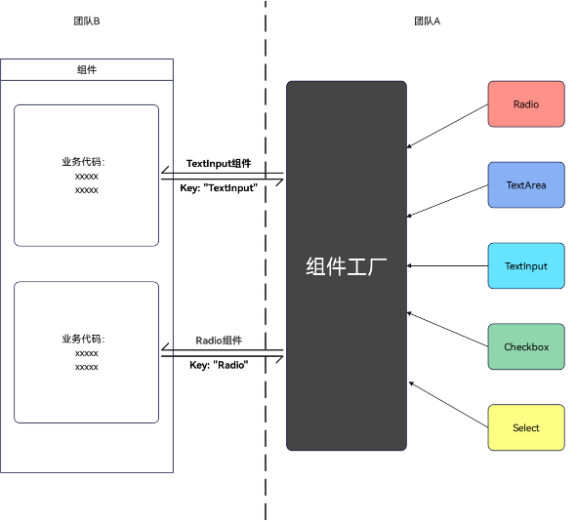 团队B
团队A
组件
业务代码：
xxxxx
xxxxx
TextInput组件
Key: "TextInput"
业务代码：
xxxxx
xxxxx
Radio组件
Key: "Radio"
组件工厂
Radio
TextArea
TextInput
Checkbox
Select